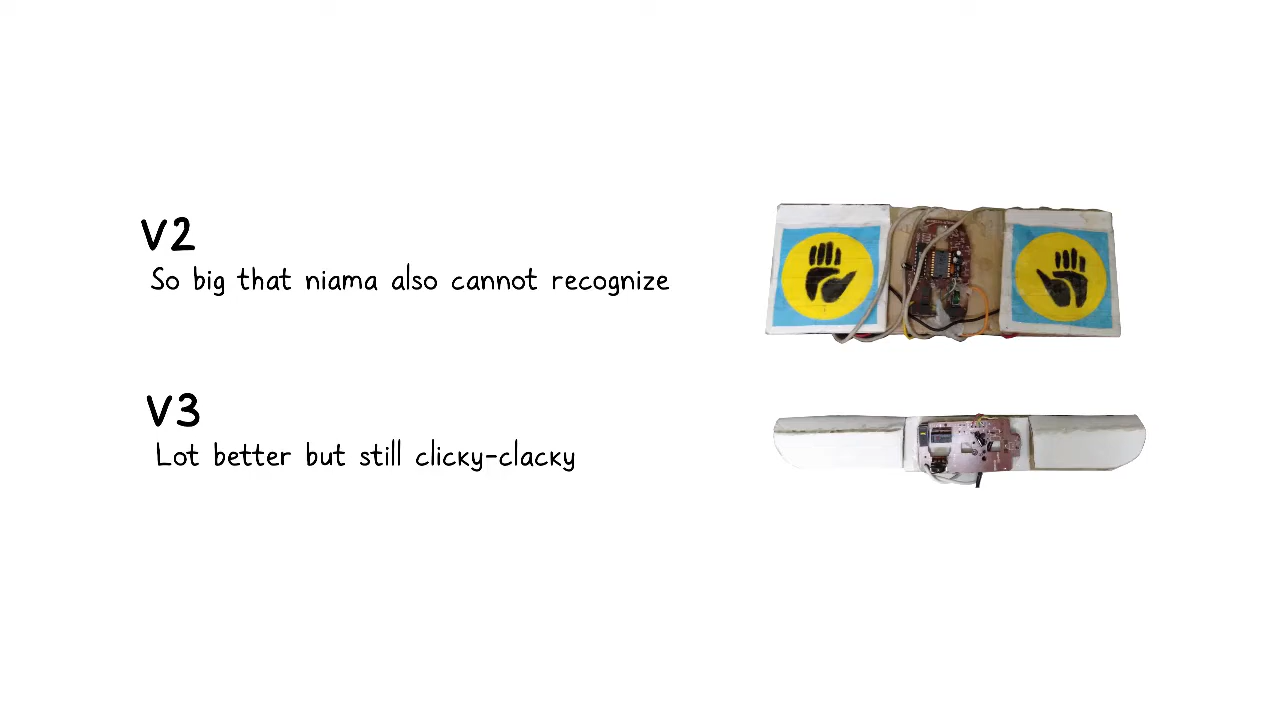 V2
So big that niama also cannot recognize
V3
Lot better but still clicky-clacky